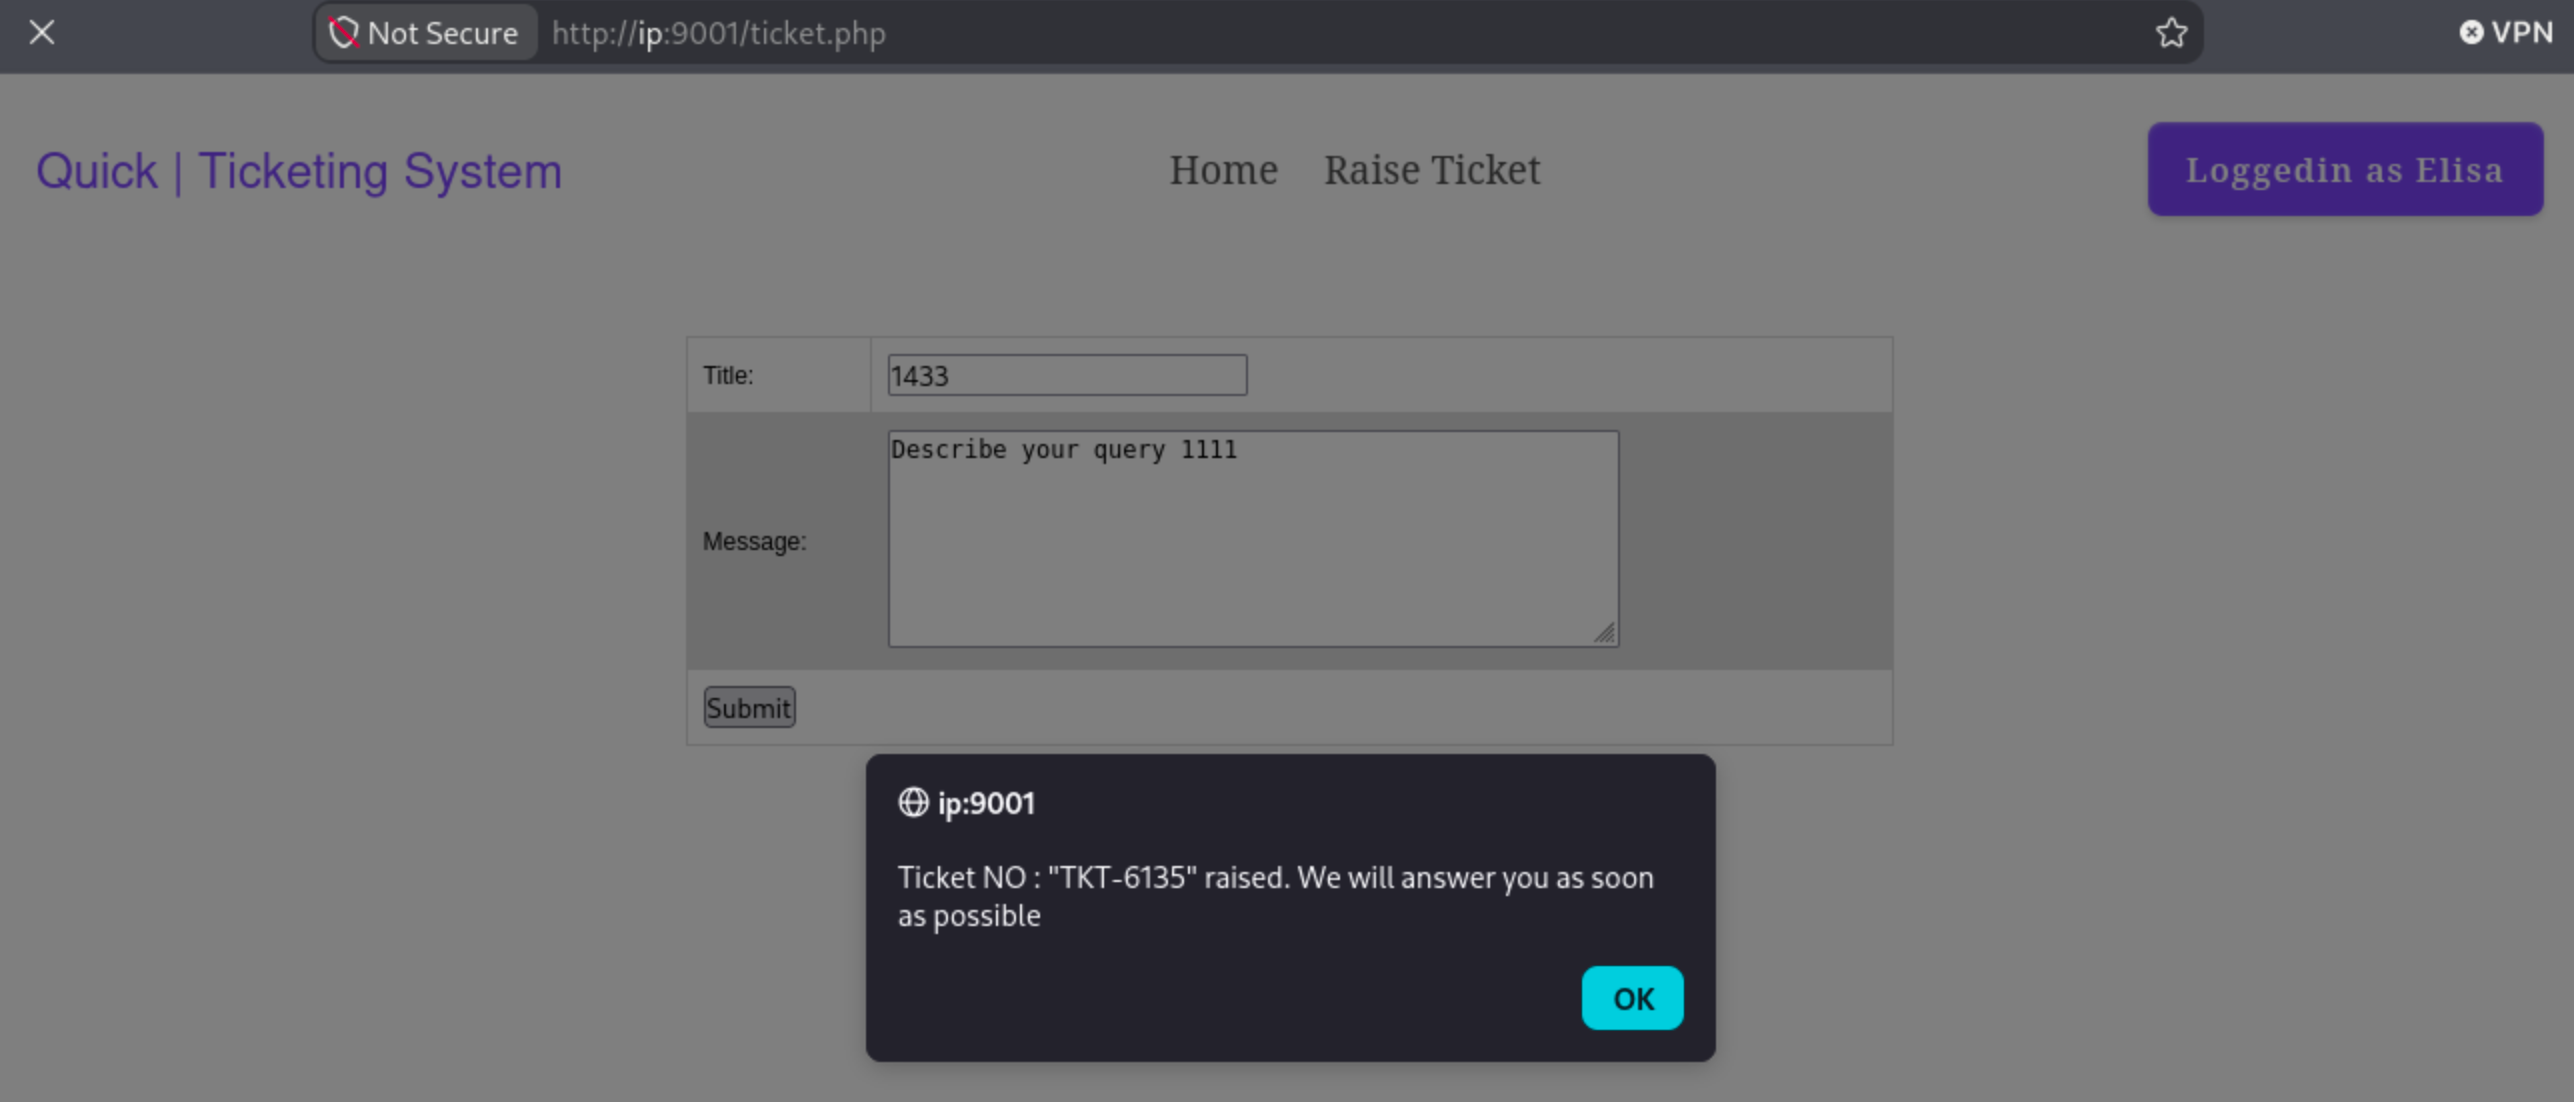 Not Secure http://ip:9001/ticket.php VPN
Quick | Ticketing System Home Raise Ticket Loggedin as Elisa
Title: 1433
Describe your query 1111
Message:
Submit
ip:9001
Ticket NO : "TKT-6135" raised. We will answer you as soon
as possible
OK